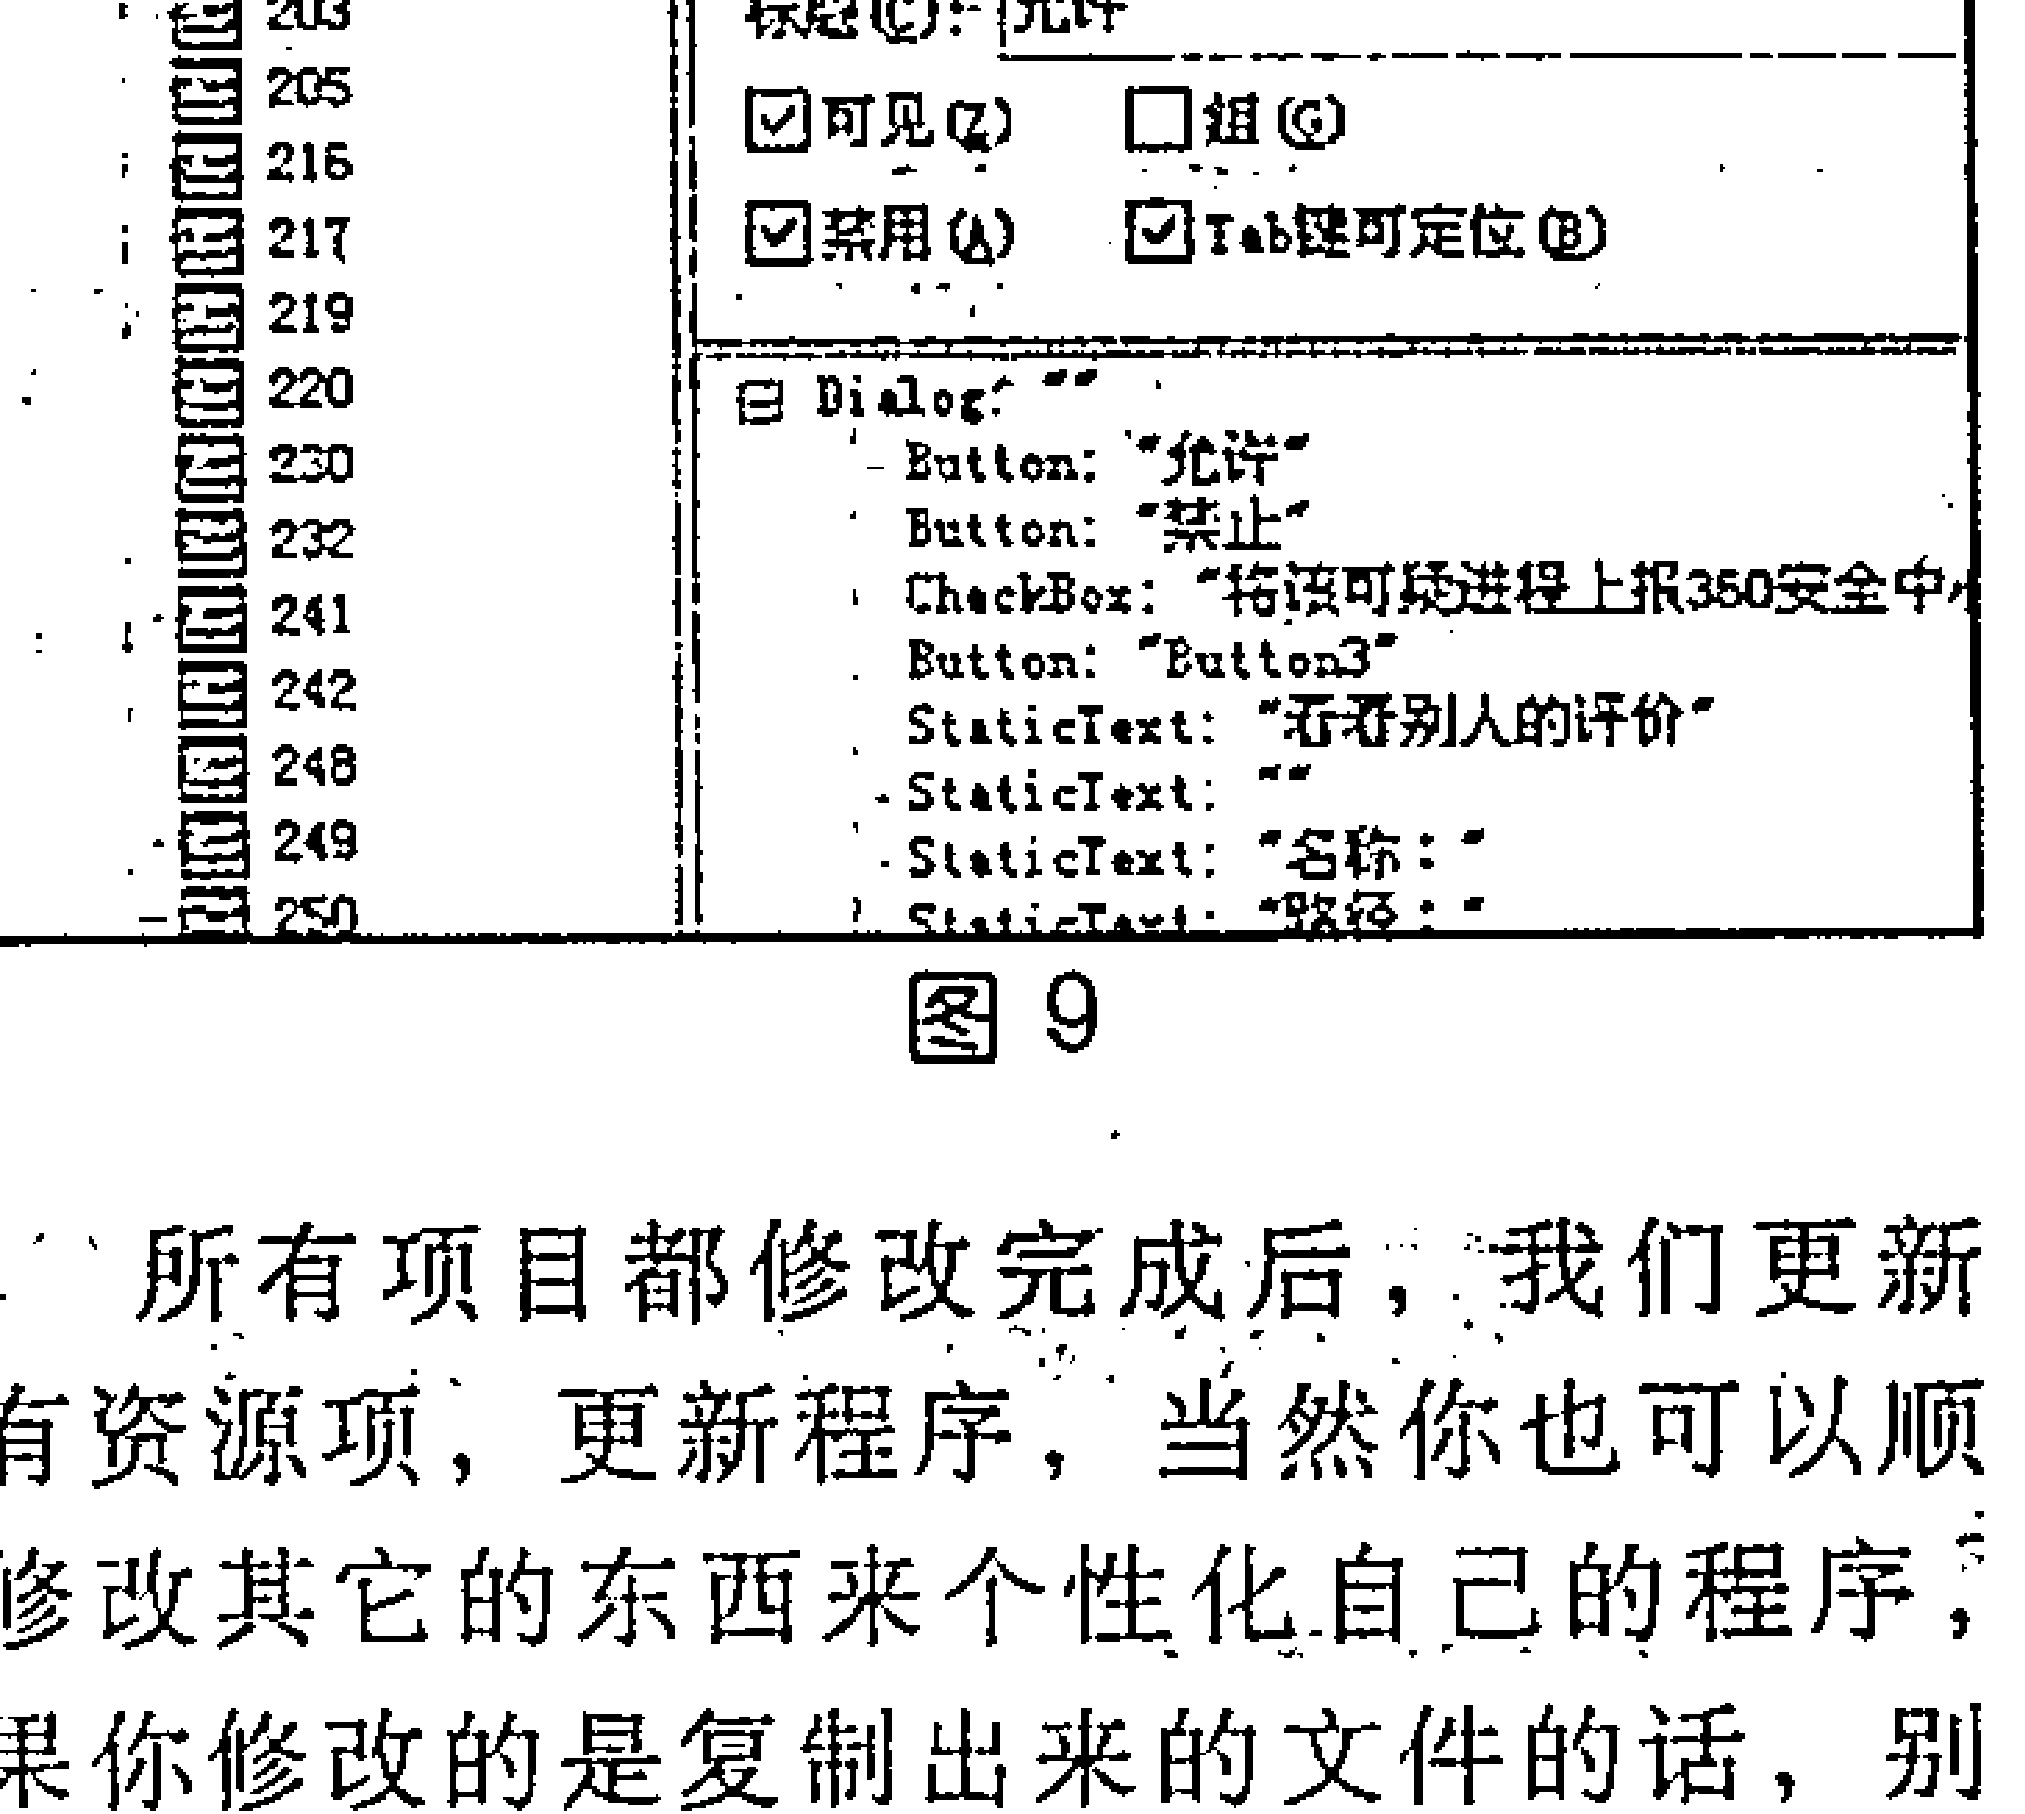 203
205
216
217
219
220
230
232
241
242
248
249
250
标题(C): 允许
可见(Z) 组(G)
禁用(A) Tab键可定位(B)
Dialog: ""
Button: "允许"
Button: "禁止"
CheckBox: "将该可疑进程上报360安全中心
Button: "Button3"
StaticText: "看看别人的评价"
StaticText: ""
StaticText: "名称："
StaticText: "路径："
图 9
所有项目都修改完成后，我们更新
有资源项，更新程序，当然你也可以顺
修改其它的东西来个性化自己的程序，
果你修改的是复制出来的文件的话，别